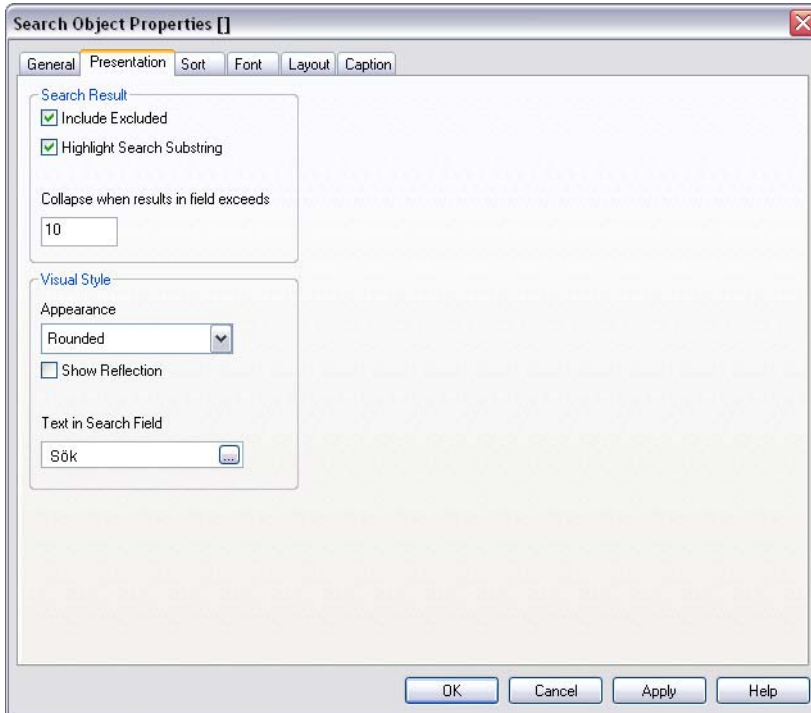 Search Object Properties []
General Presentation Sort Font Layout Caption
Search Result
Include Excluded
Highlight Search Substring
Collapse when results in field exceeds
10
Visual Style
Appearance
Rounded
Show Reflection
Text in Search Field
Sök
...
OK Cancel Apply Help